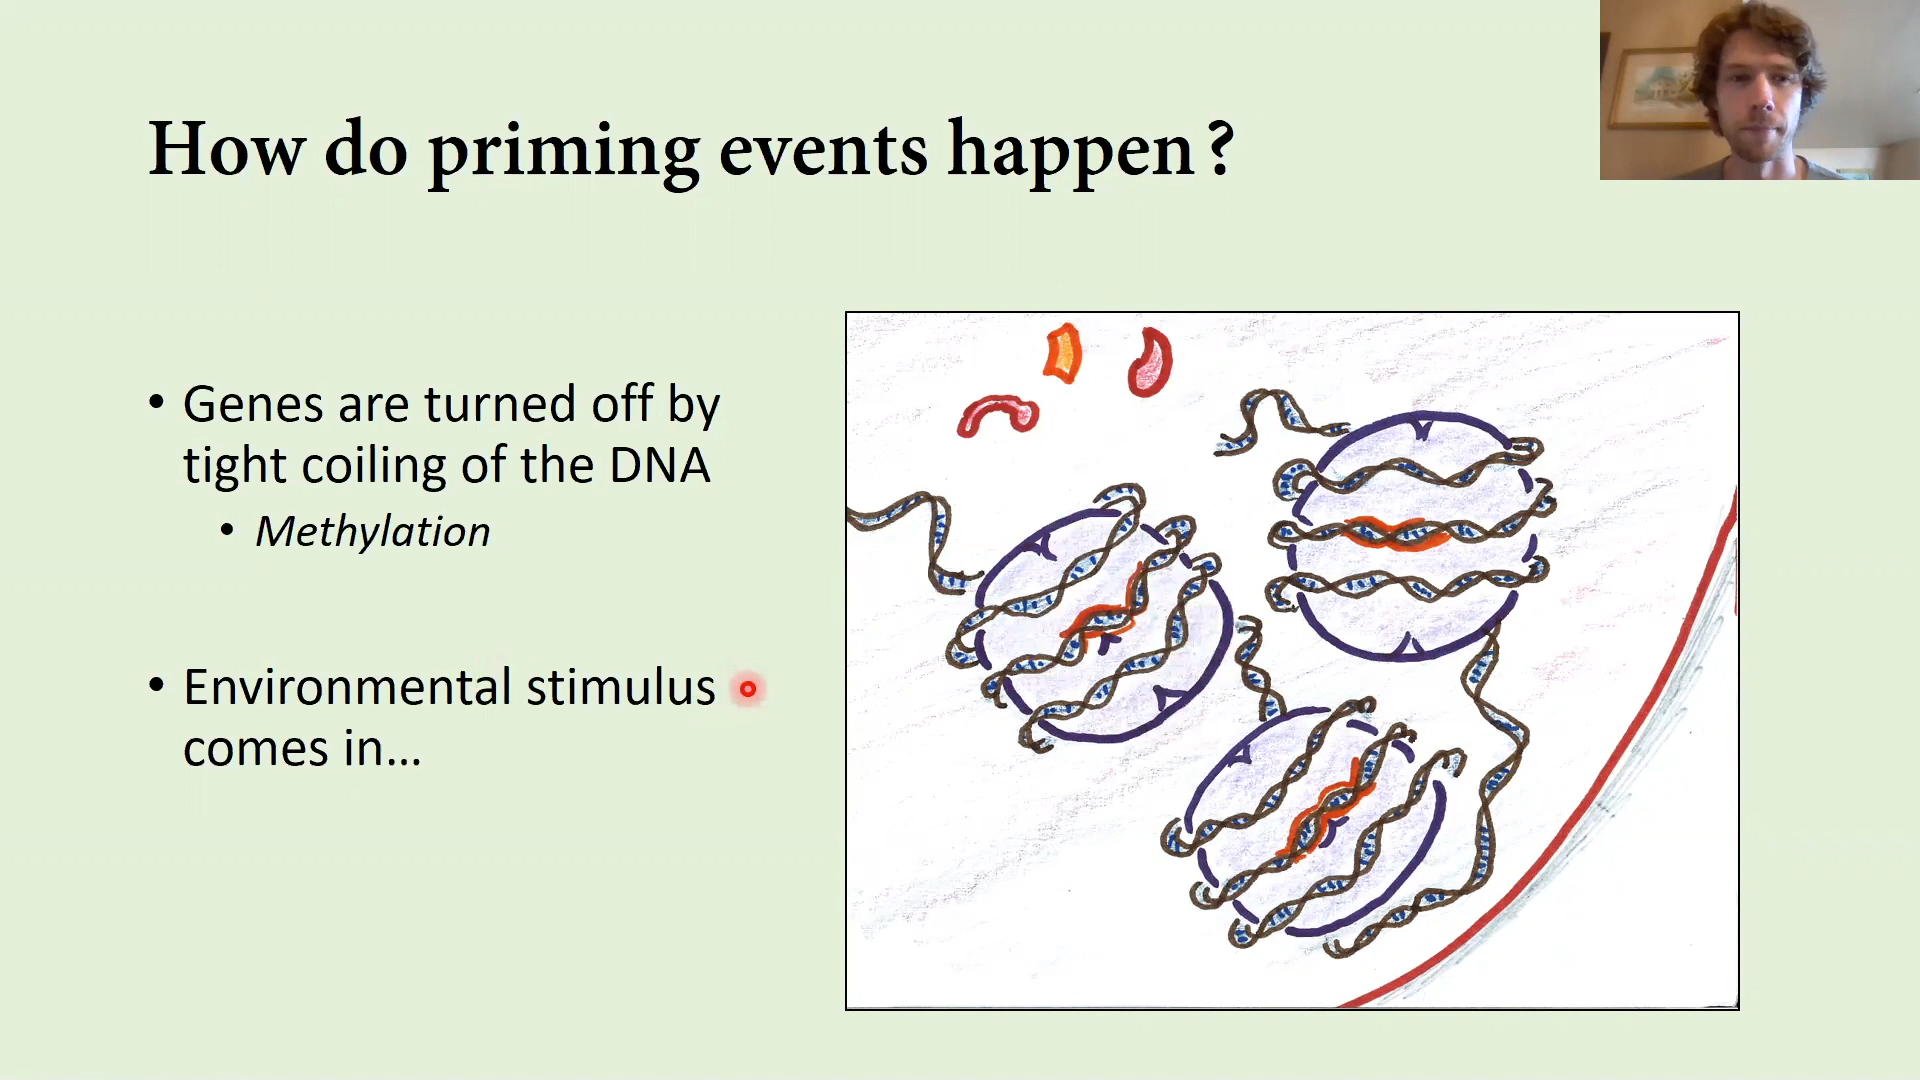 How do priming events happen?
• Genes are turned off by
tight coiling of the DNA
• Methylation
• Environmental stimulus
comes in...